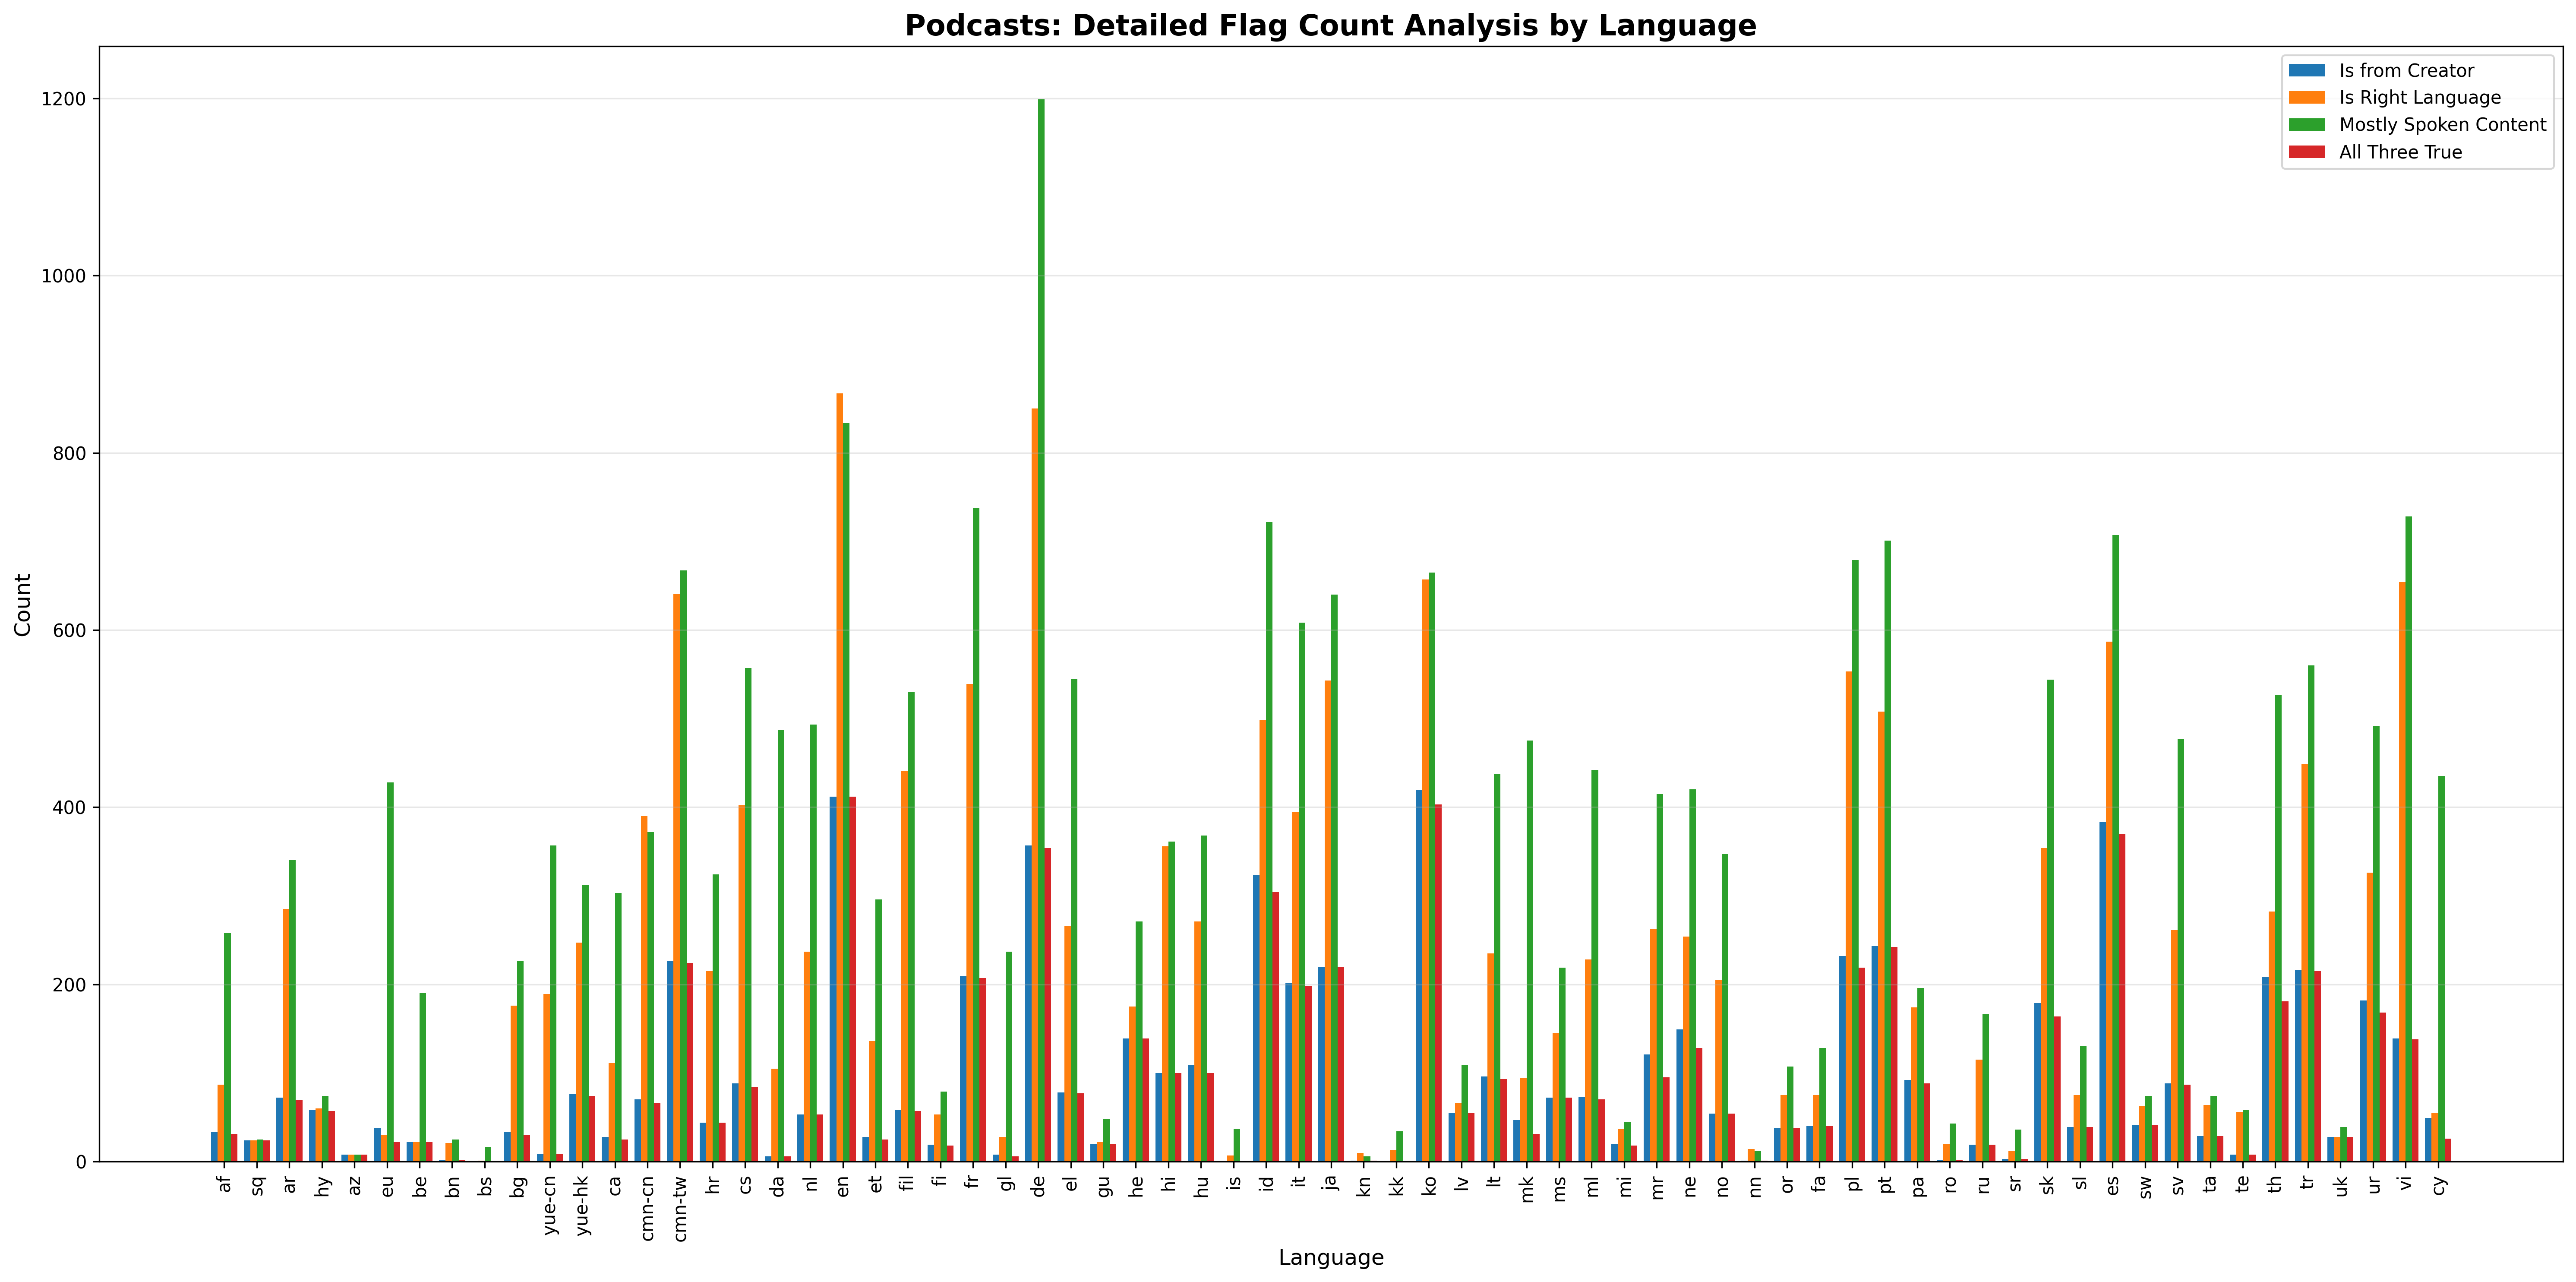 Podcasts: Detailed Flag Count Analysis by Language
Is from Creator
Is Right Language
Mostly Spoken Content
All Three True
Count
1200
1000
800
600
400
200
0
af
sq
ar
hy
az
eu
be
bn
bs
bg
yue-cn
yue-hk
ca
cmn-cn
cmn-tw
hr
cs
da
nl
en
et
fil
fi
fr
gl
de
el
gu
he
hi
hu
is
id
it
ja
kn
kk
ko
lv
lt
mk
ms
ml
mi
mr
ne
no
nn
or
fa
pl
pt
pa
ro
ru
sr
sk
sl
es
sw
sv
ta
te
th
tr
uk
ur
vi
cy
Language